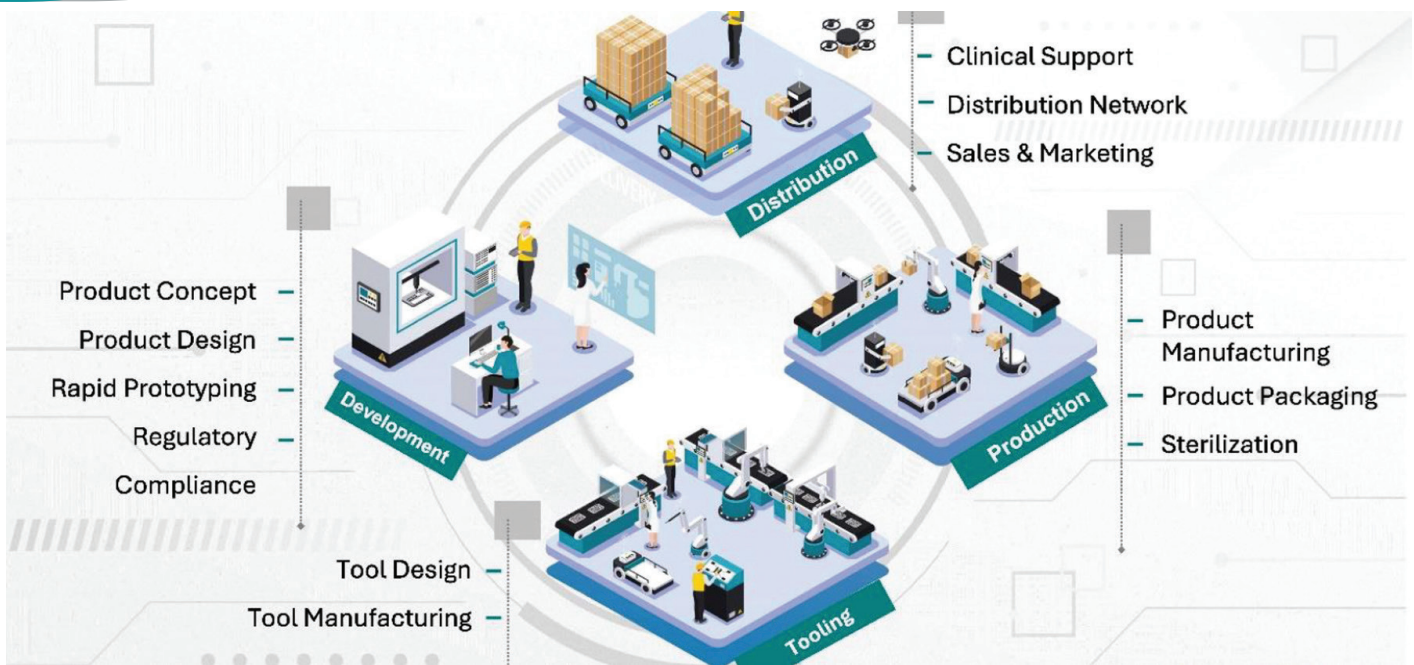 Clinical Support
Distribution Network
Sales & Marketing
Distribution
Product Concept
Product Design
Rapid Prototyping
Regulatory
Compliance
Development
Product
Manufacturing
Product Packaging
Sterilization
Production
Tool Design
Tool Manufacturing
Tooling